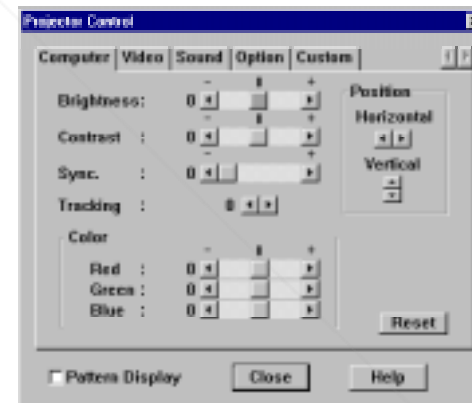 Projector Control
Computer Video Sound Option Custom
- +
Brightness: 0
- +
Contrast : 0
- +
Sync. : 0
Tracking : 0
Position
Horizontal
Vertical
Color
- +
Red : 0
Green : 0
Blue : 0
Reset
Pattern Display Close Help